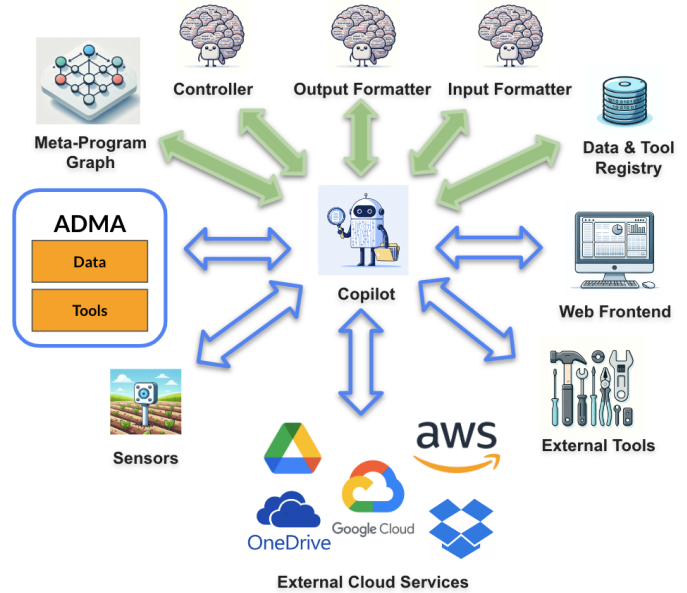 Controller
Output Formatter
Input Formatter
Meta-Program
Graph
Data & Tool
Registry
ADMA
Data
Tools
Copilot
Web Frontend
Sensors
External Tools
aws
OneDrive
Google Cloud
External Cloud Services